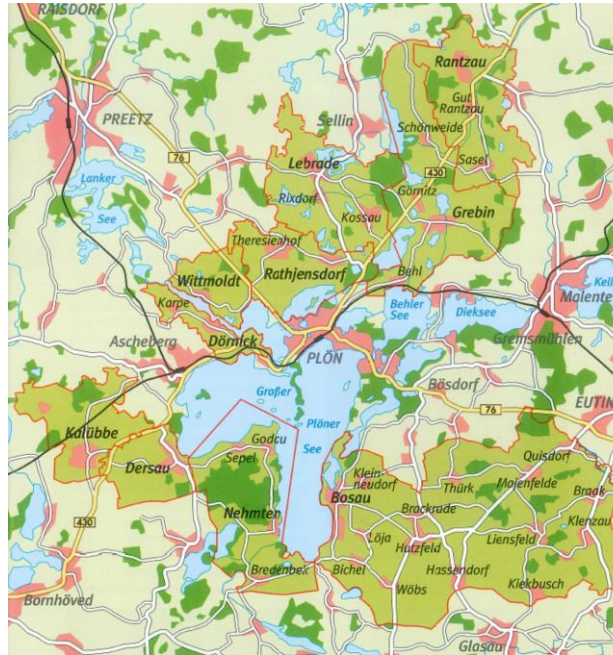 RAISDORF
Rantzau
PREETZ
Gut
Rantzau
Sellin
Schönweide
76
Lebrade
Sasel
430
Lanker
See
Rixdorf
Görnitz
Kossau
Grebin
Theresienhof
Behl
Wittmoldt
Rathjensdorf
Karpe
Behler
See
Dieksee
Malente
Kell
Dörnick
Ascheberg
PLÖN
Gremsmühlen
Großer
Plöner
See
Bösdorf
76
EUTIN
Kalübbe
Godau
Sepel
Dersau
Quisdorf
Klein-
neudorf
Thürk
Majenfelde
Bosau
Braak
Nehmten
Brackrade
Klenzau
430
Löja
Hutzfeld
Liensfeld
Bredenbek
Bichel
Hassendorf
Kiekbusch
Wöbs
Bornhöved
Glasau